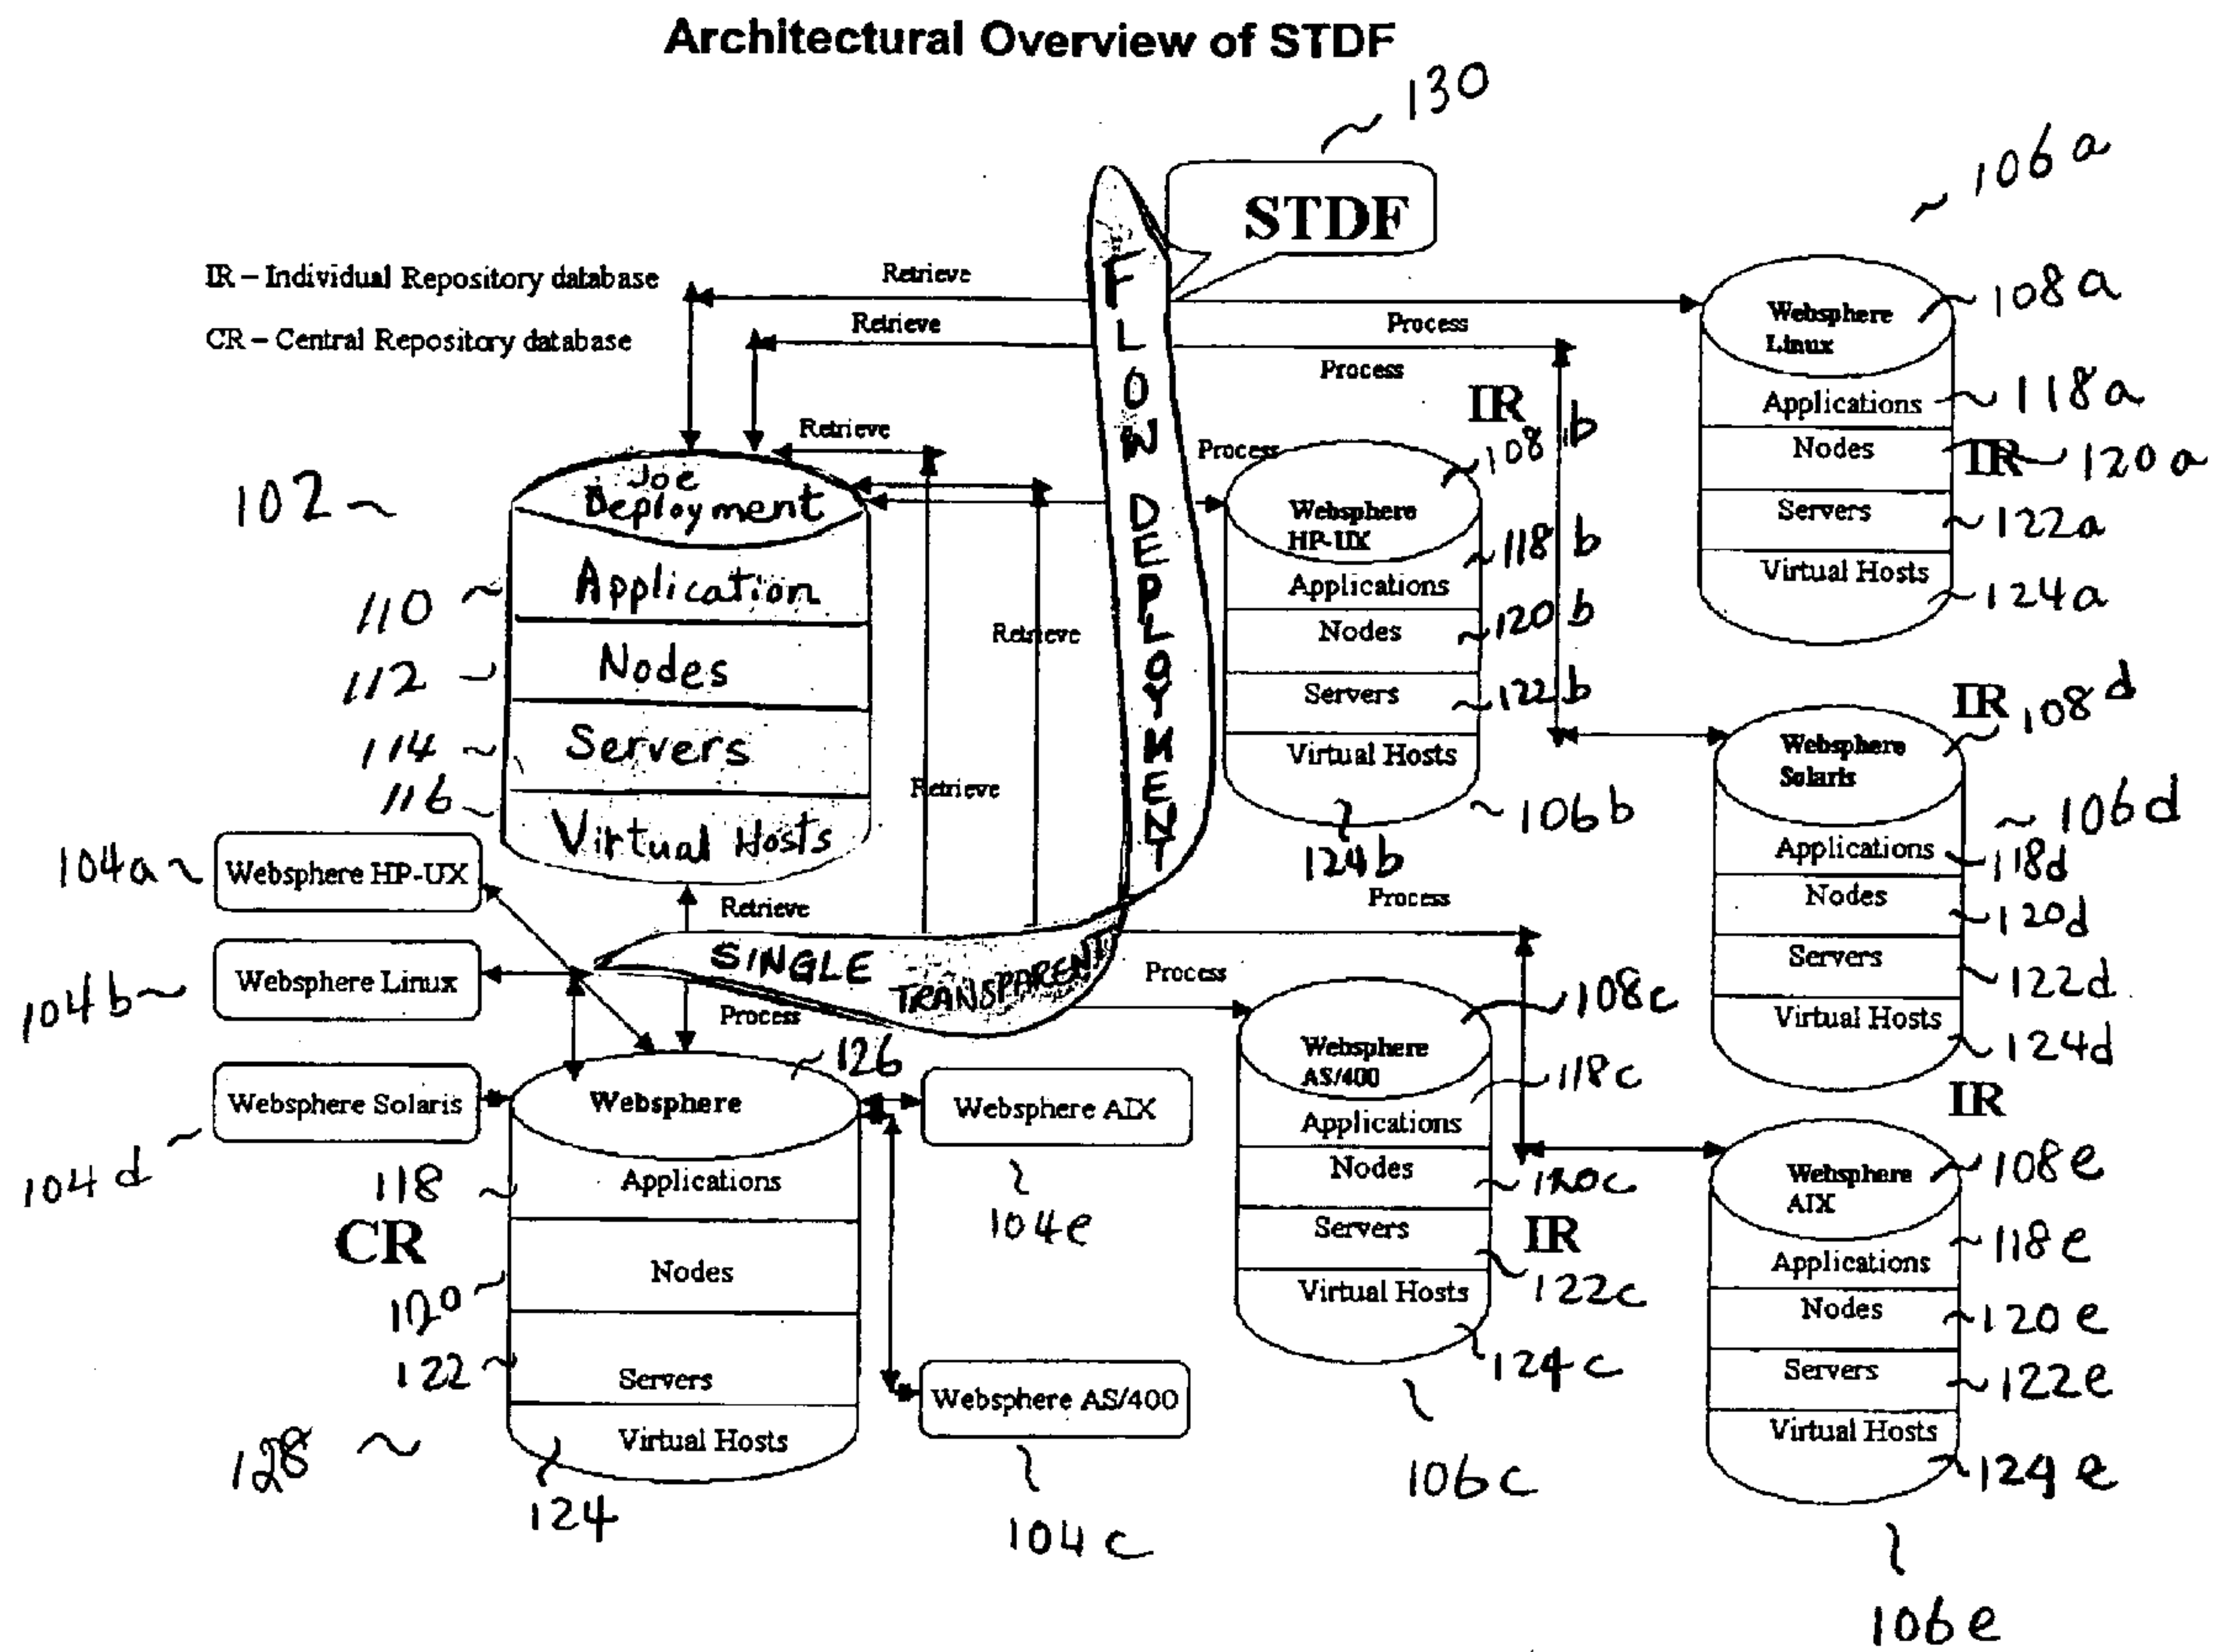 Architectural Overview of STDF
130
106a
STDF
IR – Individual Repository database
CR – Central Repository database
Retrieve
Retrieve
Process
Process
Retrieve
Process
FLOW DEPLOYMENT
Websphere
Linux
108a
Applications
118a
Nodes
IR
120a
Servers
122a
Virtual Hosts
124a
102
Joe
Deployment
110
Application
112
Nodes
114
Servers
116
Virtual Hosts
Retrieve
Retrieve
IR
108b
Websphere
HP-UX
118b
Applications
120b
Nodes
Servers
122b
Virtual Hosts
124b
106b
IR
108d
Websphere
Solaris
106d
Applications
118d
Nodes
120d
Servers
122d
Virtual Hosts
124d
104a
Websphere HP-UX
104b
Websphere Linux
104d
Websphere Solaris
Retrieve
SINGLE TRANSPARENT
Process
Process
Process
126
Websphere
118
Applications
CR
120
Nodes
122
Servers
128
Virtual Hosts
124
Websphere AIX
104e
Websphere AS/400
104c
108c
Websphere
AS/400
118c
Applications
Nodes
120c
Servers
IR
122c
Virtual Hosts
124c
106c
IR
108e
Websphere
AIX
118e
Applications
Nodes
120e
Servers
122e
Virtual Hosts
124e
106e